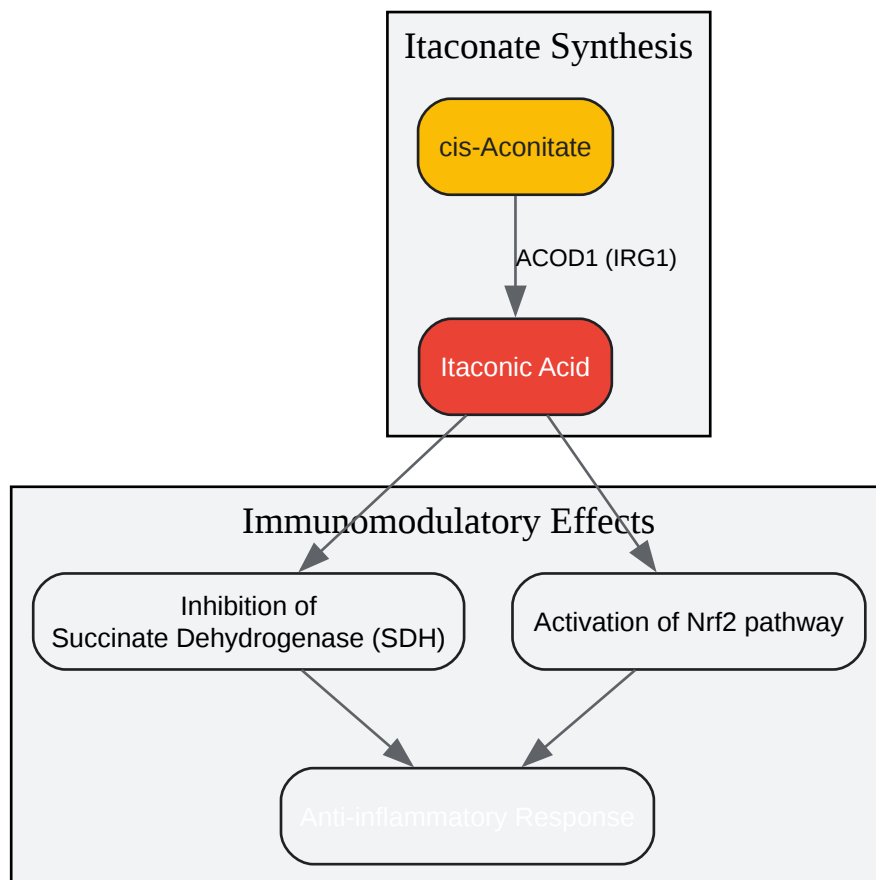 Itaconate Synthesis
cis-Aconitate
ACOD1 (IRG1)
Itaconic Acid
Immunomodulatory Effects
Inhibition of
Succinate Dehydrogenase (SDH)
Activation of Nrf2 pathway
Anti-inflammatory Response